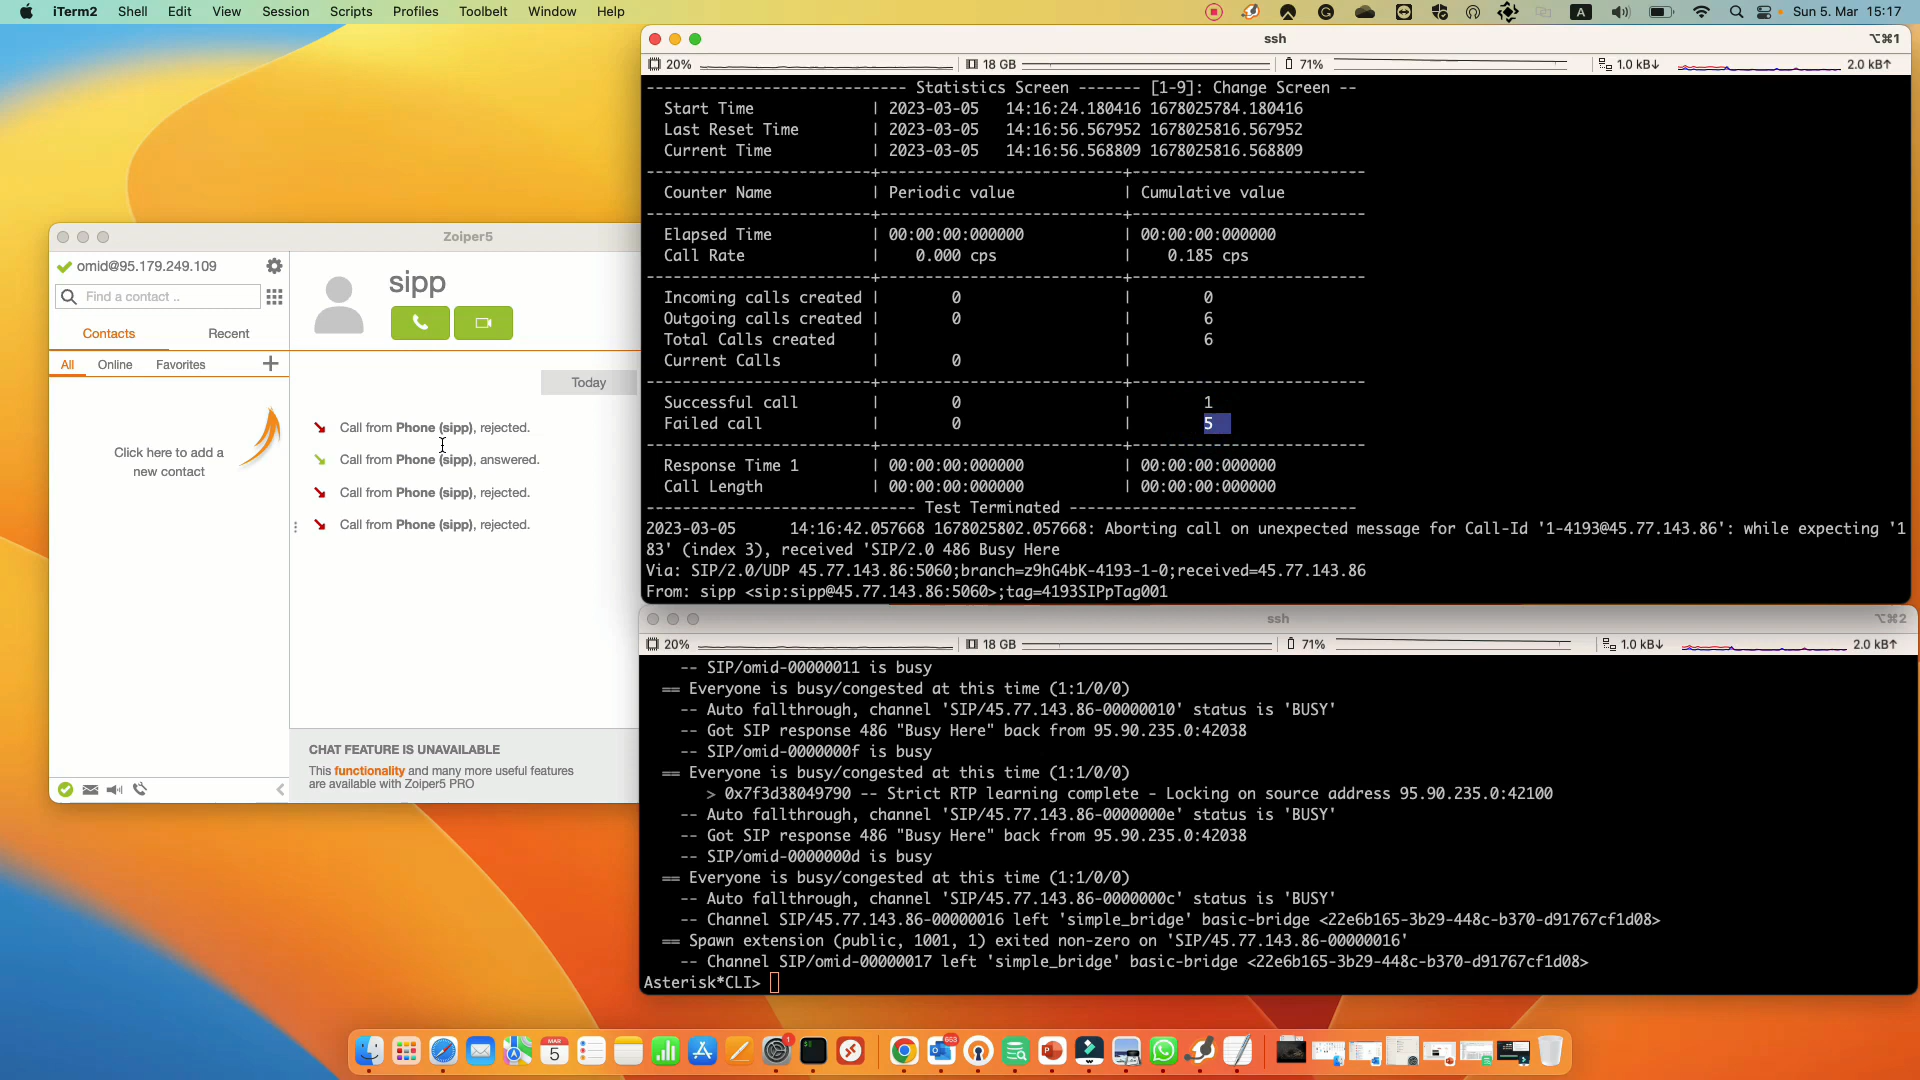 iTerm2 Shell Edit View Session Scripts Profiles Toolbelt Window Help
A
Sun 5. Mar 15:17
ssh
⌥⌘1
20% 18 GB 71% 1.0 kB↓ 2.0 kB↑
----------------------------- Statistics Screen ------- [1-9]: Change Screen --
Start Time | 2023-03-05 14:16:24.180416 1678025784.180416
Last Reset Time | 2023-03-05 14:16:56.567952 1678025816.567952
Current Time | 2023-03-05 14:16:56.568809 1678025816.568809
-------------------------+---------------------------+--------------------------
Counter Name | Periodic value | Cumulative value
-------------------------+---------------------------+--------------------------
Elapsed Time | 00:00:00:000000 | 00:00:00:000000
Call Rate | 0.000 cps | 0.185 cps
-------------------------+---------------------------+--------------------------
Incoming calls created | 0 | 0
Outgoing calls created | 0 | 6
Total Calls created | | 6
Current Calls | 0 |
-------------------------+---------------------------+--------------------------
Successful call | 0 | 1
Failed call | 0 | 5
-------------------------+---------------------------+--------------------------
Response Time 1 | 00:00:00:000000 | 00:00:00:000000
Call Length | 00:00:00:000000 | 00:00:00:000000
------------------------------ Test Terminated --------------------------------
2023-03-05 14:16:42.057668 1678025802.057668: Aborting call on unexpected message for Call-Id '1-4193@45.77.143.86': while expecting '1
83' (index 3), received 'SIP/2.0 486 Busy Here
Via: SIP/2.0/UDP 45.77.143.86:5060;branch=z9hG4bK-4193-1-0;received=45.77.143.86
From: sipp <sip:sipp@45.77.143.86:5060>;tag=4193SIPpTag001
Zoiper5
omid@95.179.249.109
Find a contact ..
Contacts Recent
All Online Favorites +
Click here to add a
new contact
sipp
Today
Call from Phone (sipp), rejected.
Call from Phone (sipp), answered.
Call from Phone (sipp), rejected.
Call from Phone (sipp), rejected.
CHAT FEATURE IS UNAVAILABLE
This functionality and many more useful features
are available with Zoiper5 PRO
ssh
⌥⌘2
20% 18 GB 71% 1.0 kB↓ 2.0 kB↑
-- SIP/omid-00000011 is busy
== Everyone is busy/congested at this time (1:1/0/0)
-- Auto fallthrough, channel 'SIP/45.77.143.86-00000010' status is 'BUSY'
-- Got SIP response 486 "Busy Here" back from 95.90.235.0:42038
-- SIP/omid-0000000f is busy
== Everyone is busy/congested at this time (1:1/0/0)
> 0x7f3d38049790 -- Strict RTP learning complete - Locking on source address 95.90.235.0:42100
-- Auto fallthrough, channel 'SIP/45.77.143.86-0000000e' status is 'BUSY'
-- Got SIP response 486 "Busy Here" back from 95.90.235.0:42038
-- SIP/omid-0000000d is busy
== Everyone is busy/congested at this time (1:1/0/0)
-- Auto fallthrough, channel 'SIP/45.77.143.86-0000000c' status is 'BUSY'
-- Channel SIP/45.77.143.86-00000016 left 'simple_bridge' basic-bridge <22e6b165-3b29-448c-b370-d91767cf1d08>
== Spawn extension (public, 1001, 1) exited non-zero on 'SIP/45.77.143.86-00000016'
-- Channel SIP/omid-00000017 left 'simple_bridge' basic-bridge <22e6b165-3b29-448c-b370-d91767cf1d08>
Asterisk*CLI>
MAR
5
1